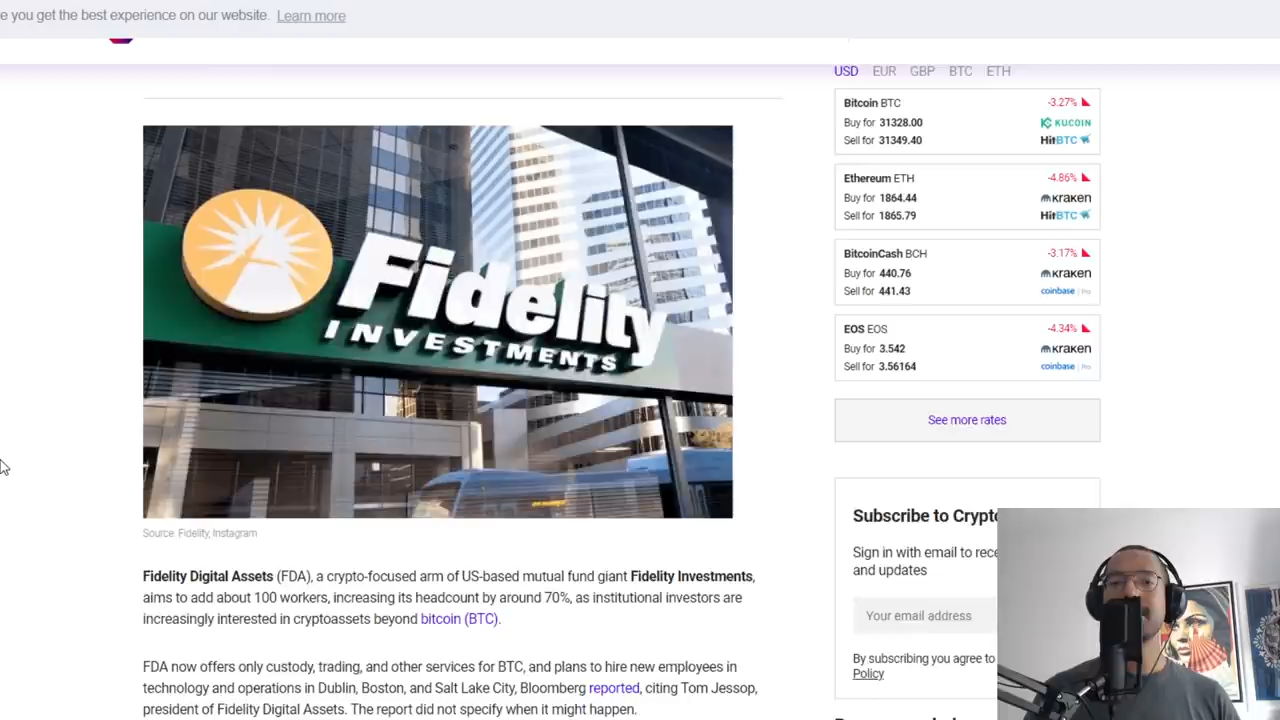 e you get the best experience on our website. Learn more
USD EUR GBP BTC ETH
Bitcoin BTC -3.27%
Buy for 31328.00 KUCOIN
Sell for 31349.40 HitBTC
Ethereum ETH -4.86%
Buy for 1864.44 mKraken
Sell for 1865.79 HitBTC
BitcoinCash BCH -3.17%
Buy for 440.76 mKraken
Sell for 441.43 coinbase Pro
EOS EOS -4.34%
Buy for 3.542 mKraken
Sell for 3.56164 coinbase Pro
See more rates
Fidelity
INVESTMENTS
Source: Fidelity, Instagram
Subscribe to Crypto
Sign in with email to rece
and updates
Your email address
By subscribing you agree to
Policy
Fidelity Digital Assets (FDA), a crypto-focused arm of US-based mutual fund giant Fidelity Investments,
aims to add about 100 workers, increasing its headcount by around 70%, as institutional investors are
increasingly interested in cryptoassets beyond bitcoin (BTC).
FDA now offers only custody, trading, and other services for BTC, and plans to hire new employees in
technology and operations in Dublin, Boston, and Salt Lake City, Bloomberg reported, citing Tom Jessop,
president of Fidelity Digital Assets. The report did not specify when it might happen.